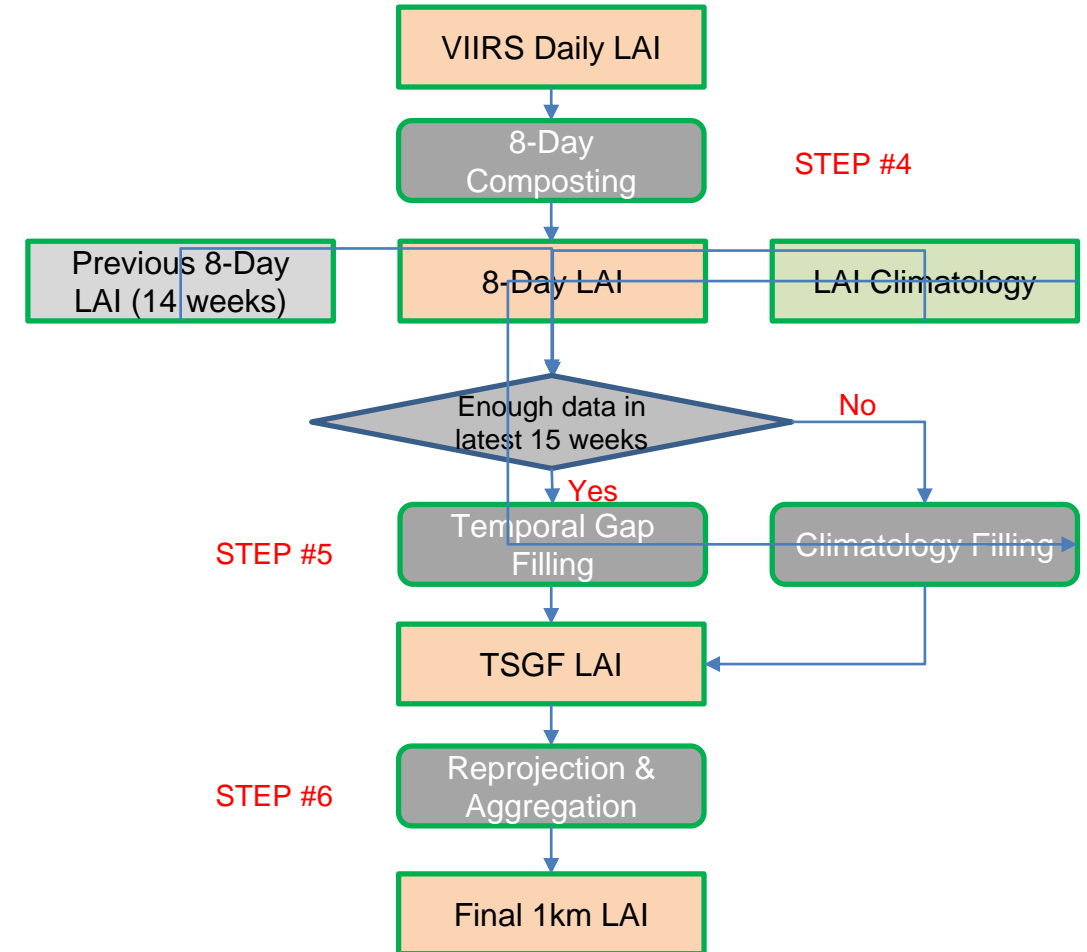 VIIRS Daily LAI
8-Day
Composting
STEP #4
Previous 8-Day
LAI (14 weeks)
8-Day LAI
LAI Climatology
Enough data in
latest 15 weeks
No
Yes
STEP #5
Temporal Gap
Filling
Climatology Filling
TSGF LAI
STEP #6
Reprojection &
Aggregation
Final 1km LAI